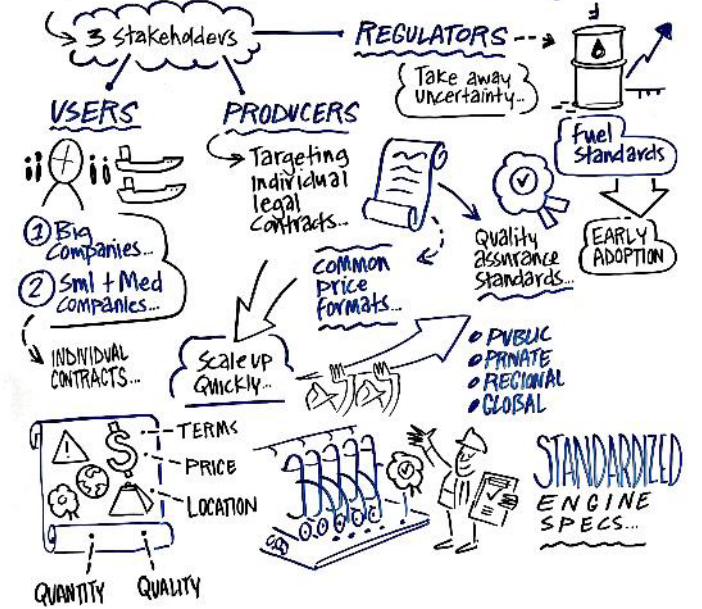 3 Stakeholders
REGULATORS
Take away
uncertainty...
USERS
PRODUCERS
Targeting
Individual
legal
Contracts...
Fuel
Standards
EARLY
ADOPTION
Quality
assurance
Standards...
① Big
Companies...
② Sml + Med
Companies...
INDIVIDUAL
CONTRACTS...
Common
Price
Formats...
Scale up
Quickly...
PUBLIC
PRIVATE
REGIONAL
GLOBAL
TERMS
$
PRICE
LOCATION
QUANTITY QUALITY
STANDARDIZED
ENGINE
SPECS...